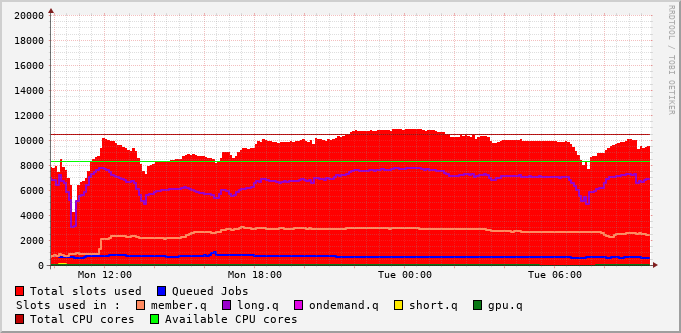 20000
18000
16000
14000
12000
10000
8000
6000
4000
2000
0
Mon 12:00 Mon 18:00 Tue 00:00 Tue 06:00
RRDTOOL / TOBI OETIKER
Total slots used Queued Jobs
Slots used in : member.q long.q ondemand.q short.q gpu.q
Total CPU cores Available CPU cores